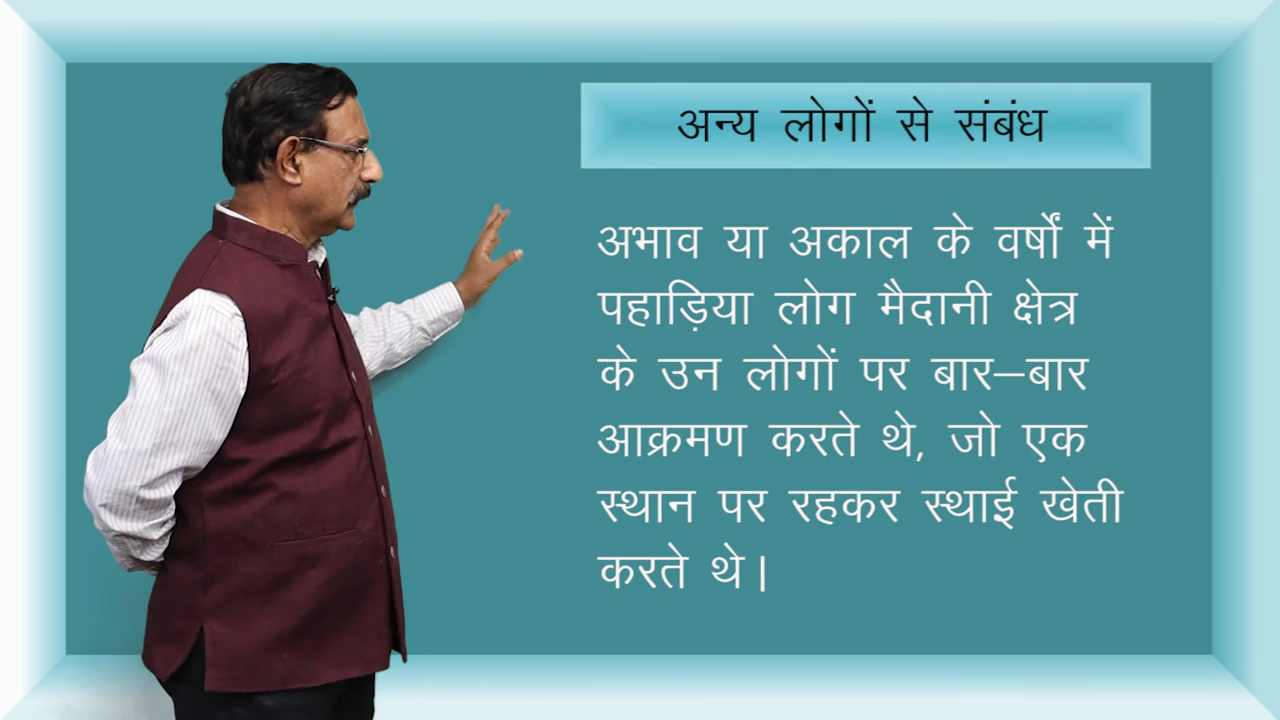 अन्य लोगों से संबंध
अभाव या अकाल के वर्षों में
पहाड़िया लोग मैदानी क्षेत्र
के उन लोगों पर बार–बार
आक्रमण करते थे, जो एक
स्थान पर रहकर स्थाई खेती
करते थे।